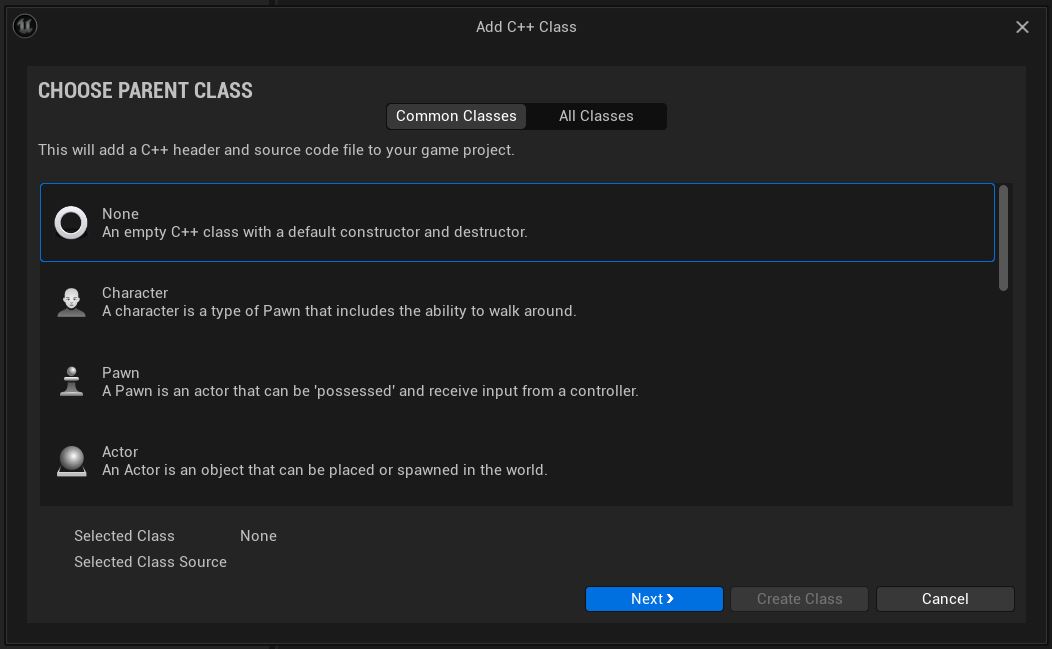 Add C++ Class
CHOOSE PARENT CLASS
Common Classes All Classes
This will add a C++ header and source code file to your game project.
None
An empty C++ class with a default constructor and destructor.
Character
A character is a type of Pawn that includes the ability to walk around.
Pawn
A Pawn is an actor that can be 'possessed' and receive input from a controller.
Actor
An Actor is an object that can be placed or spawned in the world.
Selected Class None
Selected Class Source
Next Create Class Cancel